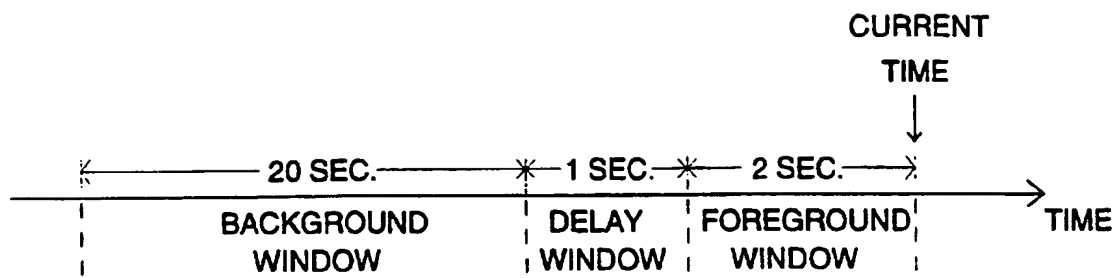 CURRENT
TIME
20 SEC. 1 SEC. 2 SEC.
BACKGROUND DELAY FOREGROUND TIME
WINDOW WINDOW WINDOW